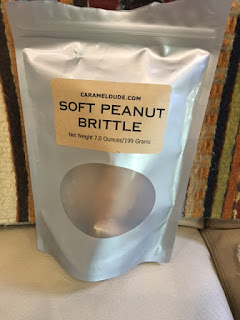 CARAMELDUDE.COM
SOFT PEANUT
BRITTLE
Net Weight 7.0 Ounces/199 Grams